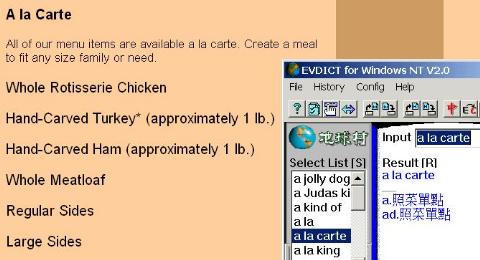 A la Carte
All of our menu items are available a la carte. Create a meal
to fit any size family or need.
Whole Rotisserie Chicken
Hand-Carved Turkey* (approximately 1 lb.)
Hand-Carved Ham (approximately 1 lb.)
Whole Meatloaf
Regular Sides
Large Sides
EVDICT for Windows NT V2.0
File History Config Help
地球村
Input a la carte
Select List [S]
a jolly dog
a Judas ki
a kind of
a la
a la carte
a la king
Result [R]
a la carte
a.照菜單點
ad.照菜單點